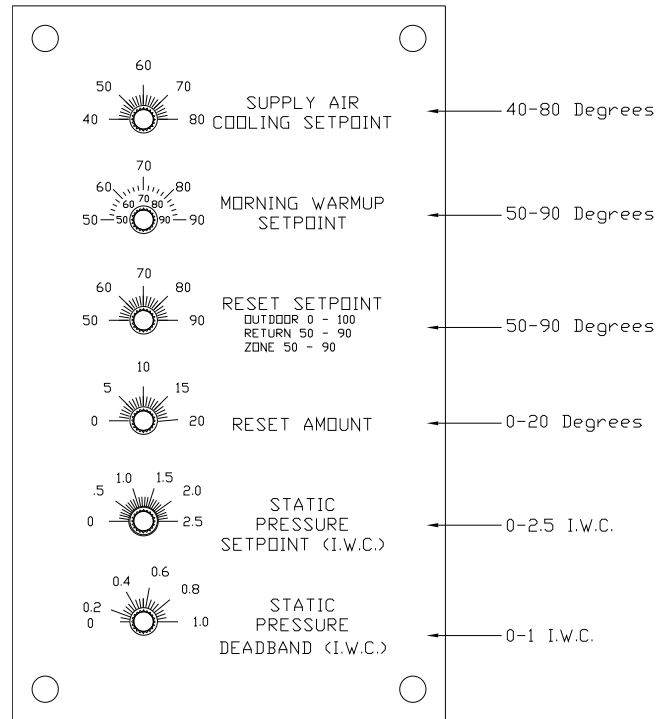 60
50 70
40 80
SUPPLY AIR
COOLING SETPOINT
40-80 Degrees
70
60 80
50 90
70
60 80
50 90
MORNING WARMUP
SETPOINT
50-90 Degrees
70
60 80
50 90
RESET SETPOINT
OUTDOOR 0 - 100
RETURN 50 - 90
ZONE 50 - 90
50-90 Degrees
10
5 15
0 20
RESET AMOUNT
0-20 Degrees
1.0 1.5
.5 2.0
0 2.5
STATIC
PRESSURE
SETPOINT (I.W.C.)
0-2.5 I.W.C.
0.6
0.4 0.8
0.2
0 1.0
STATIC
PRESSURE
DEADBAND (I.W.C.)
0-1 I.W.C.